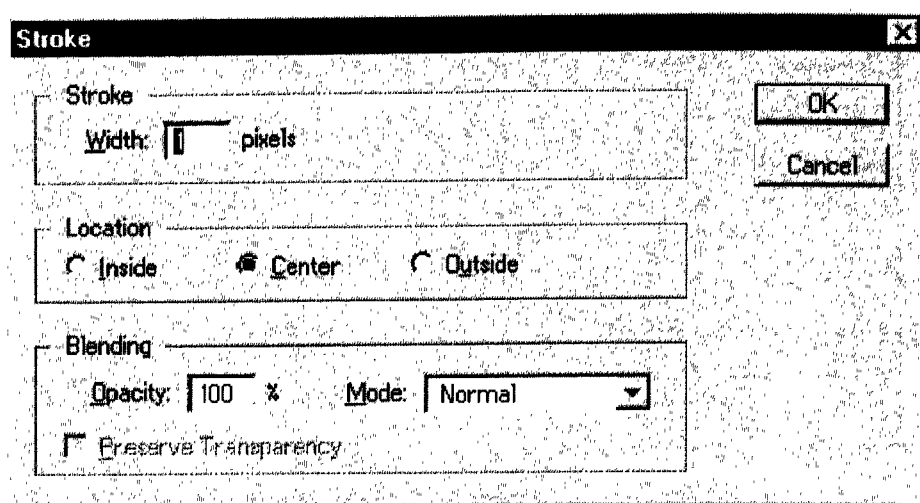 Stroke
Stroke
Width: 1 pixels
OK
Cancel
Location
Inside Center Outside
Blending
Opacity: 100 % Mode: Normal
Preserve Transparency